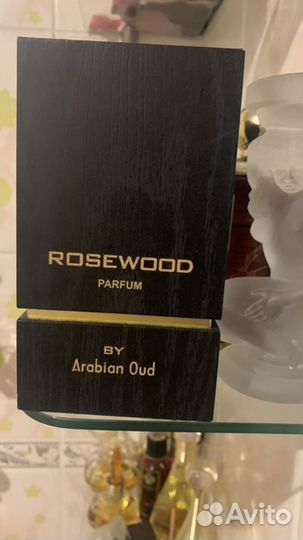 ROSEWOOD
PARFUM
BY
Arabian Oud
Avito